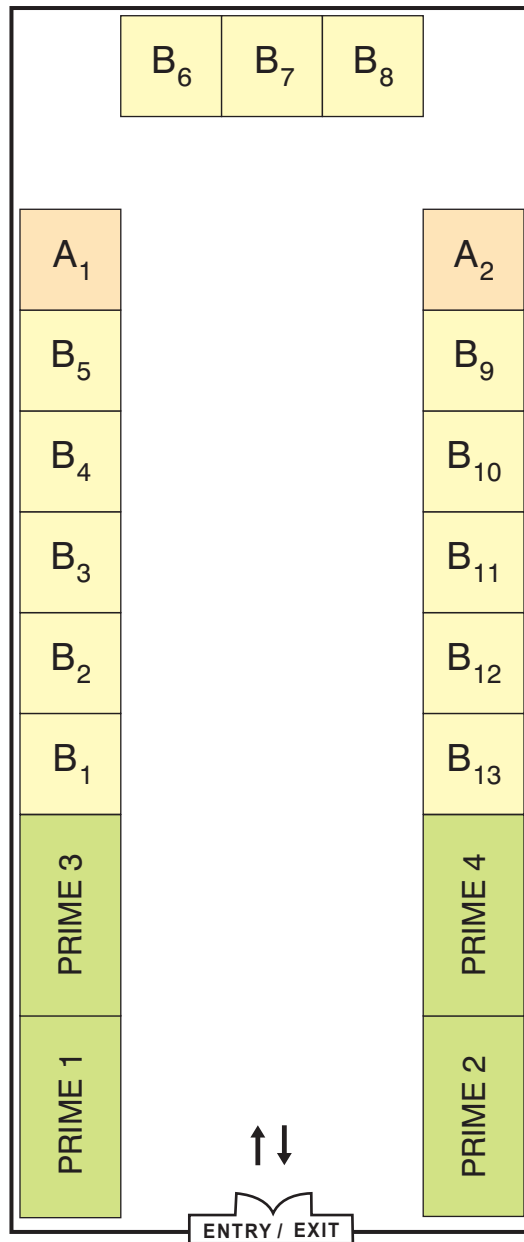 B6 B7 B8
A1 A2
B5 B9
B4 B10
B3 B11
B2 B12
B1 B13
PRIME 3 PRIME 4
PRIME 1 PRIME 2
ENTRY / EXIT